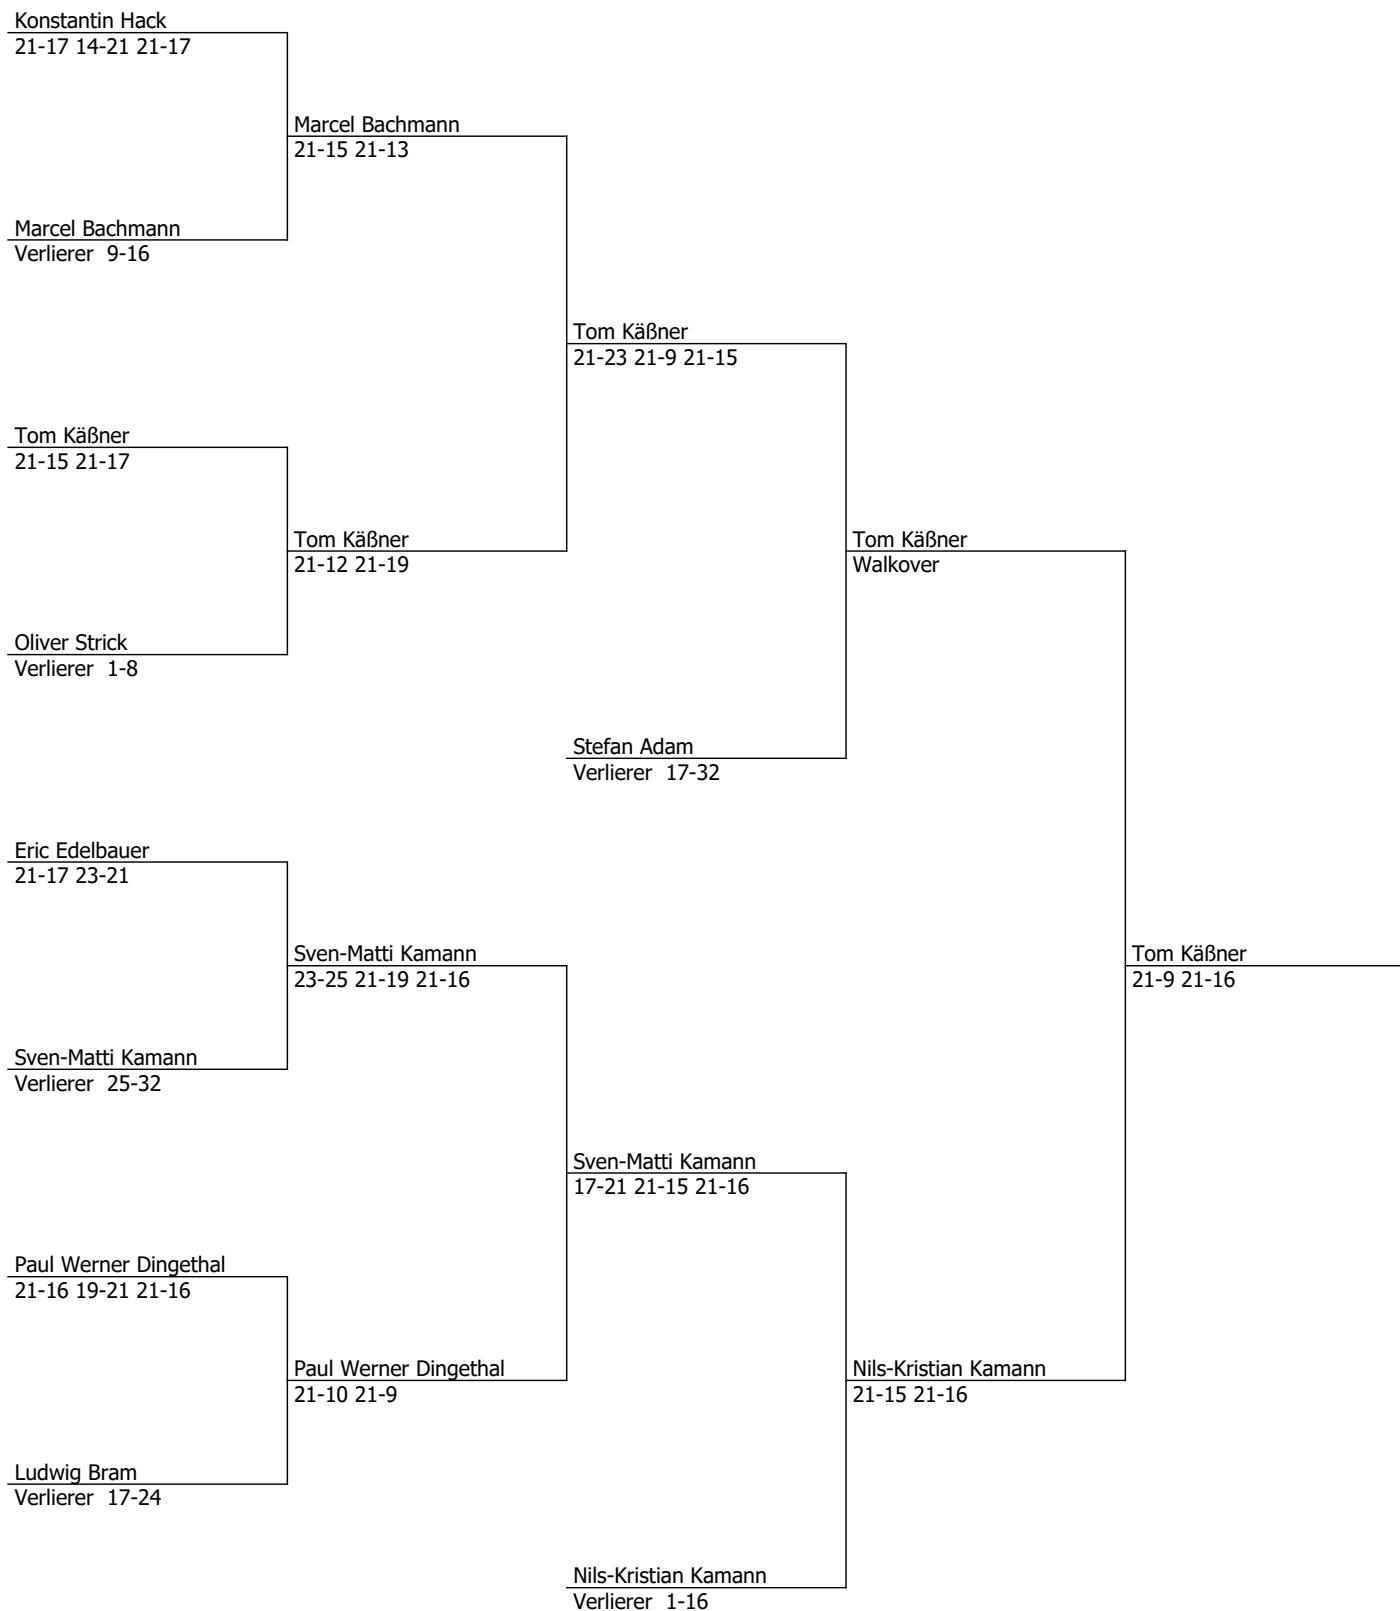 Konstantin Hack
21-17 14-21 21-17
Marcel Bachmann
21-15 21-13
Marcel Bachmann
Verlierer 9-16
Tom Käßner
21-23 21-9 21-15
Tom Käßner
21-15 21-17
Tom Käßner
21-12 21-19
Tom Käßner
Walkover
Oliver Strick
Verlierer 1-8
Stefan Adam
Verlierer 17-32
Eric Edelbauer
21-17 23-21
Sven-Matti Kamann
23-25 21-19 21-16
Tom Käßner
21-9 21-16
Sven-Matti Kamann
Verlierer 25-32
Sven-Matti Kamann
17-21 21-15 21-16
Paul Werner Dingethal
21-16 19-21 21-16
Paul Werner Dingethal
21-10 21-9
Nils-Kristian Kamann
21-15 21-16
Ludwig Bram
Verlierer 17-24
Nils-Kristian Kamann
Verlierer 1-16